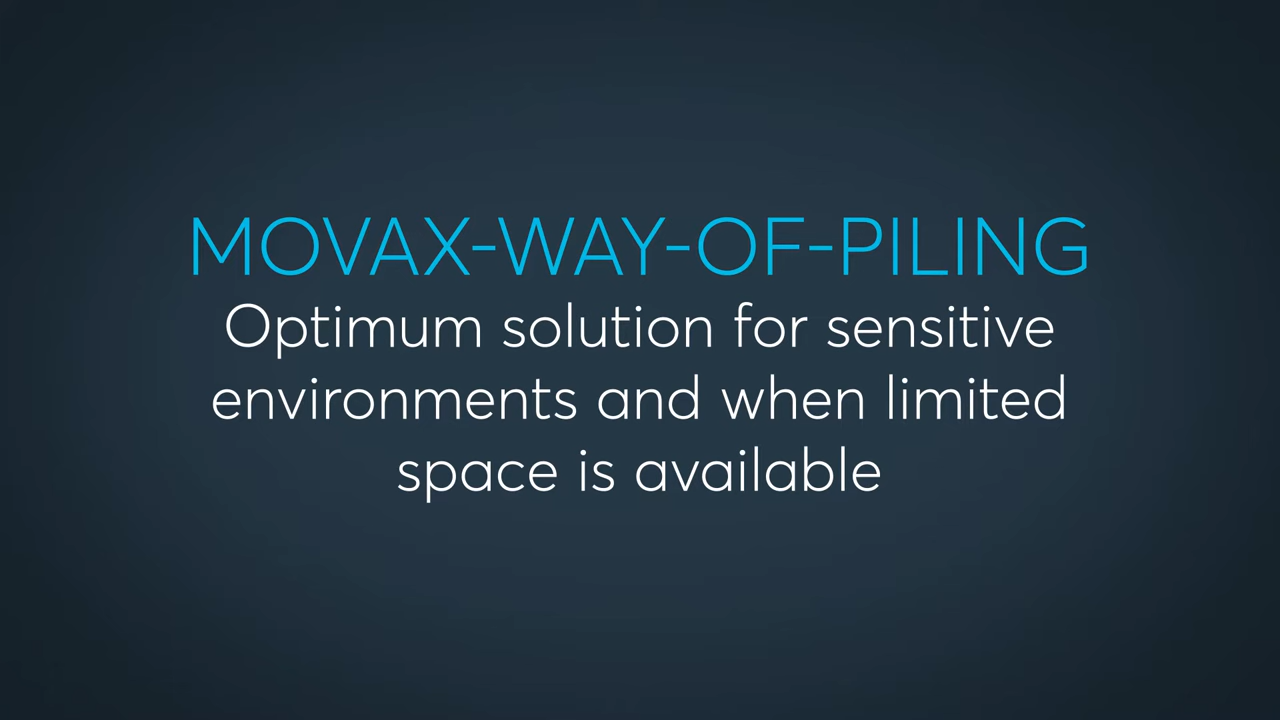 MOVAX-WAY-OF-PILING
Optimum solution for sensitive
environments and when limited
space is available